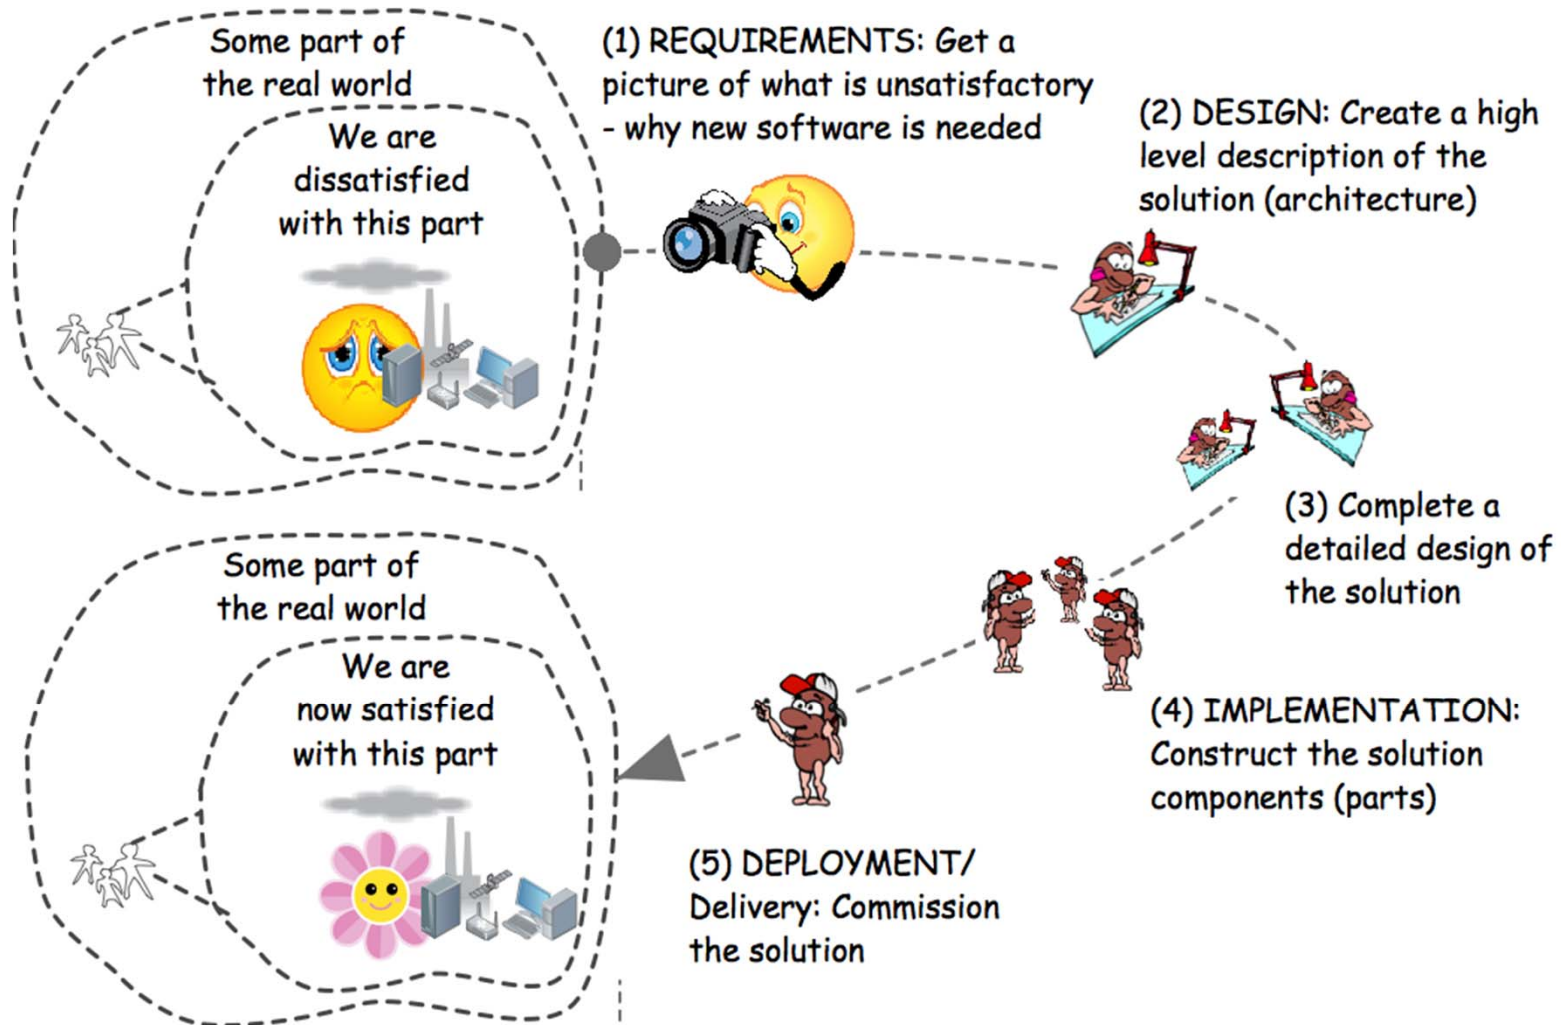 Some part of
the real world
We are
dissatisfied
with this part
(1) REQUIREMENTS: Get a
picture of what is unsatisfactory
- why new software is needed
(2) DESIGN: Create a high
level description of the
solution (architecture)
(3) Complete a
detailed design of
the solution
(4) IMPLEMENTATION:
Construct the solution
components (parts)
(5) DEPLOYMENT/
Delivery: Commission
the solution
Some part of
the real world
We are
now satisfied
with this part